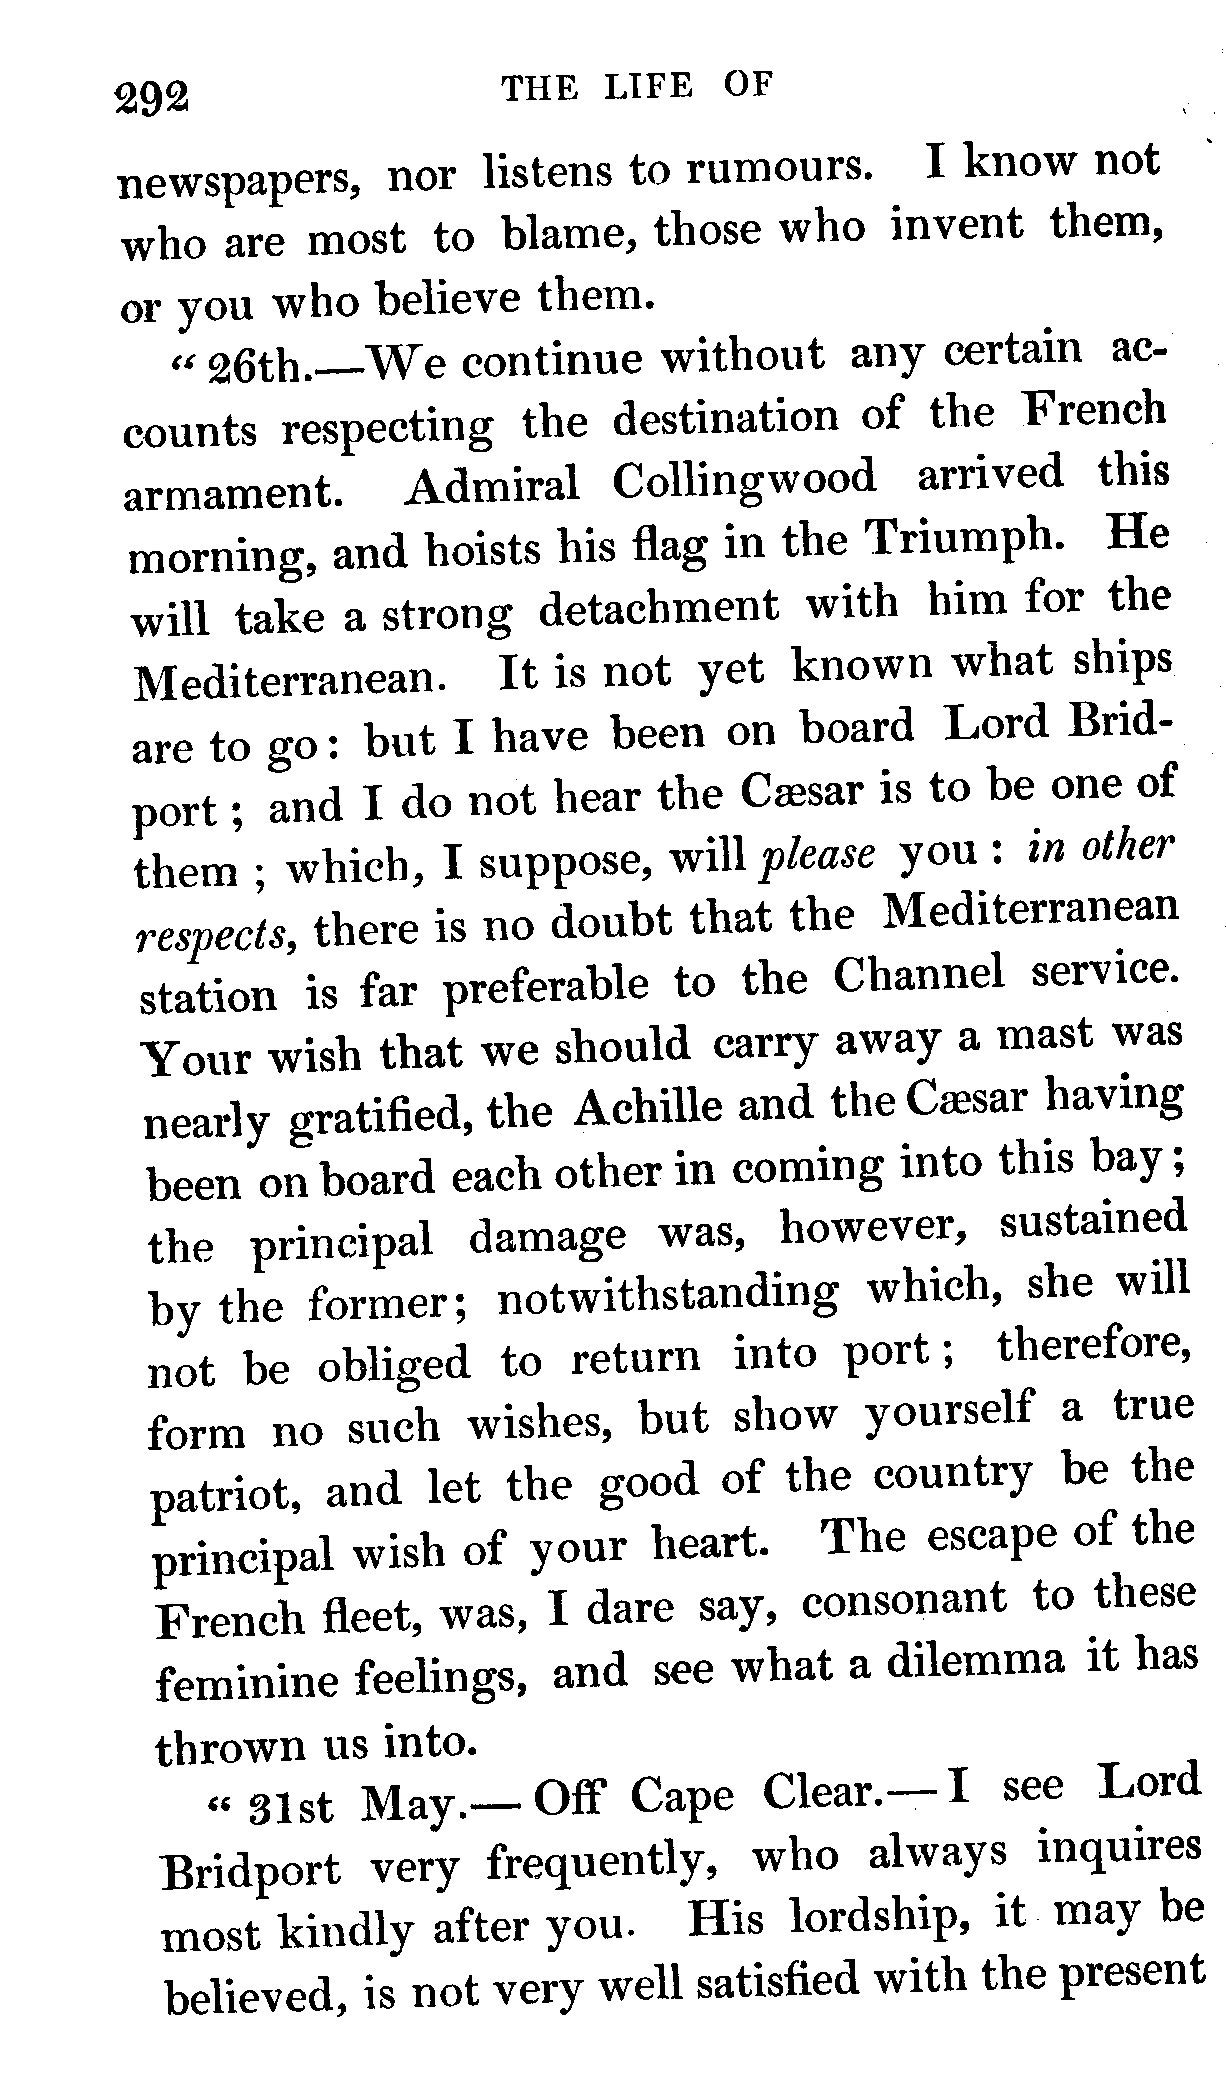 292 THE LIFE OF
newspapers, nor listens to rumours. I know not
who are most to blame, those who invent them,
or you who believe them.
“ 26th.—We continue without any certain ac-
counts respecting the destination of the French
armament. Admiral Collingwood arrived this
morning, and hoists his flag in the Triumph. He
will take a strong detachment with him for the
Mediterranean. It is not yet known what ships
are to go : but I have been on board Lord Brid-
port ; and I do not hear the Cæsar is to be one of
them ; which, I suppose, will please you : in other
respects, there is no doubt that the Mediterranean
station is far preferable to the Channel service.
Your wish that we should carry away a mast was
nearly gratified, the Achille and the Cæsar having
been on board each other in coming into this bay ;
the principal damage was, however, sustained
by the former; notwithstanding which, she will
not be obliged to return into port ; therefore,
form no such wishes, but show yourself a true
patriot, and let the good of the country be the
principal wish of your heart. The escape of the
French fleet, was, I dare say, consonant to these
feminine feelings, and see what a dilemma it has
thrown us into.
“ 31st May.— Off Cape Clear.— I see Lord
Bridport very frequently, who always inquires
most kindly after you. His lordship, it may be
believed, is not very well satisfied with the present